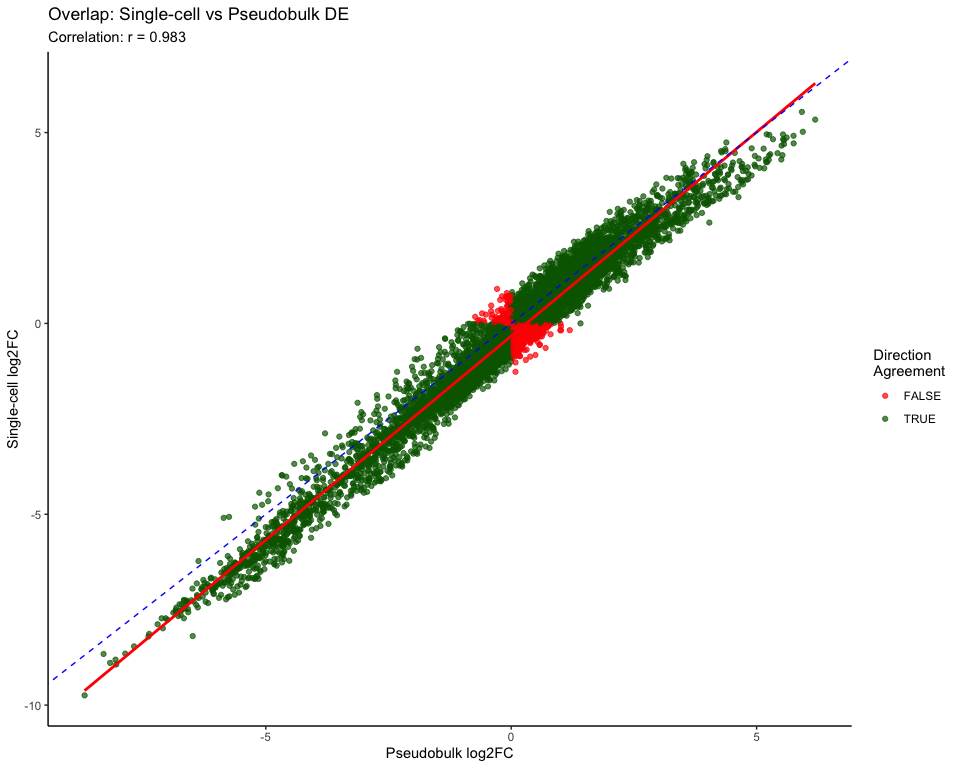 Overlap: Single-cell vs Pseudobulk DE
Correlation: r = 0.983
5
0
-5
-10
Single-cell log2FC
-5
0
5
Pseudobulk log2FC
Direction
Agreement
FALSE
TRUE